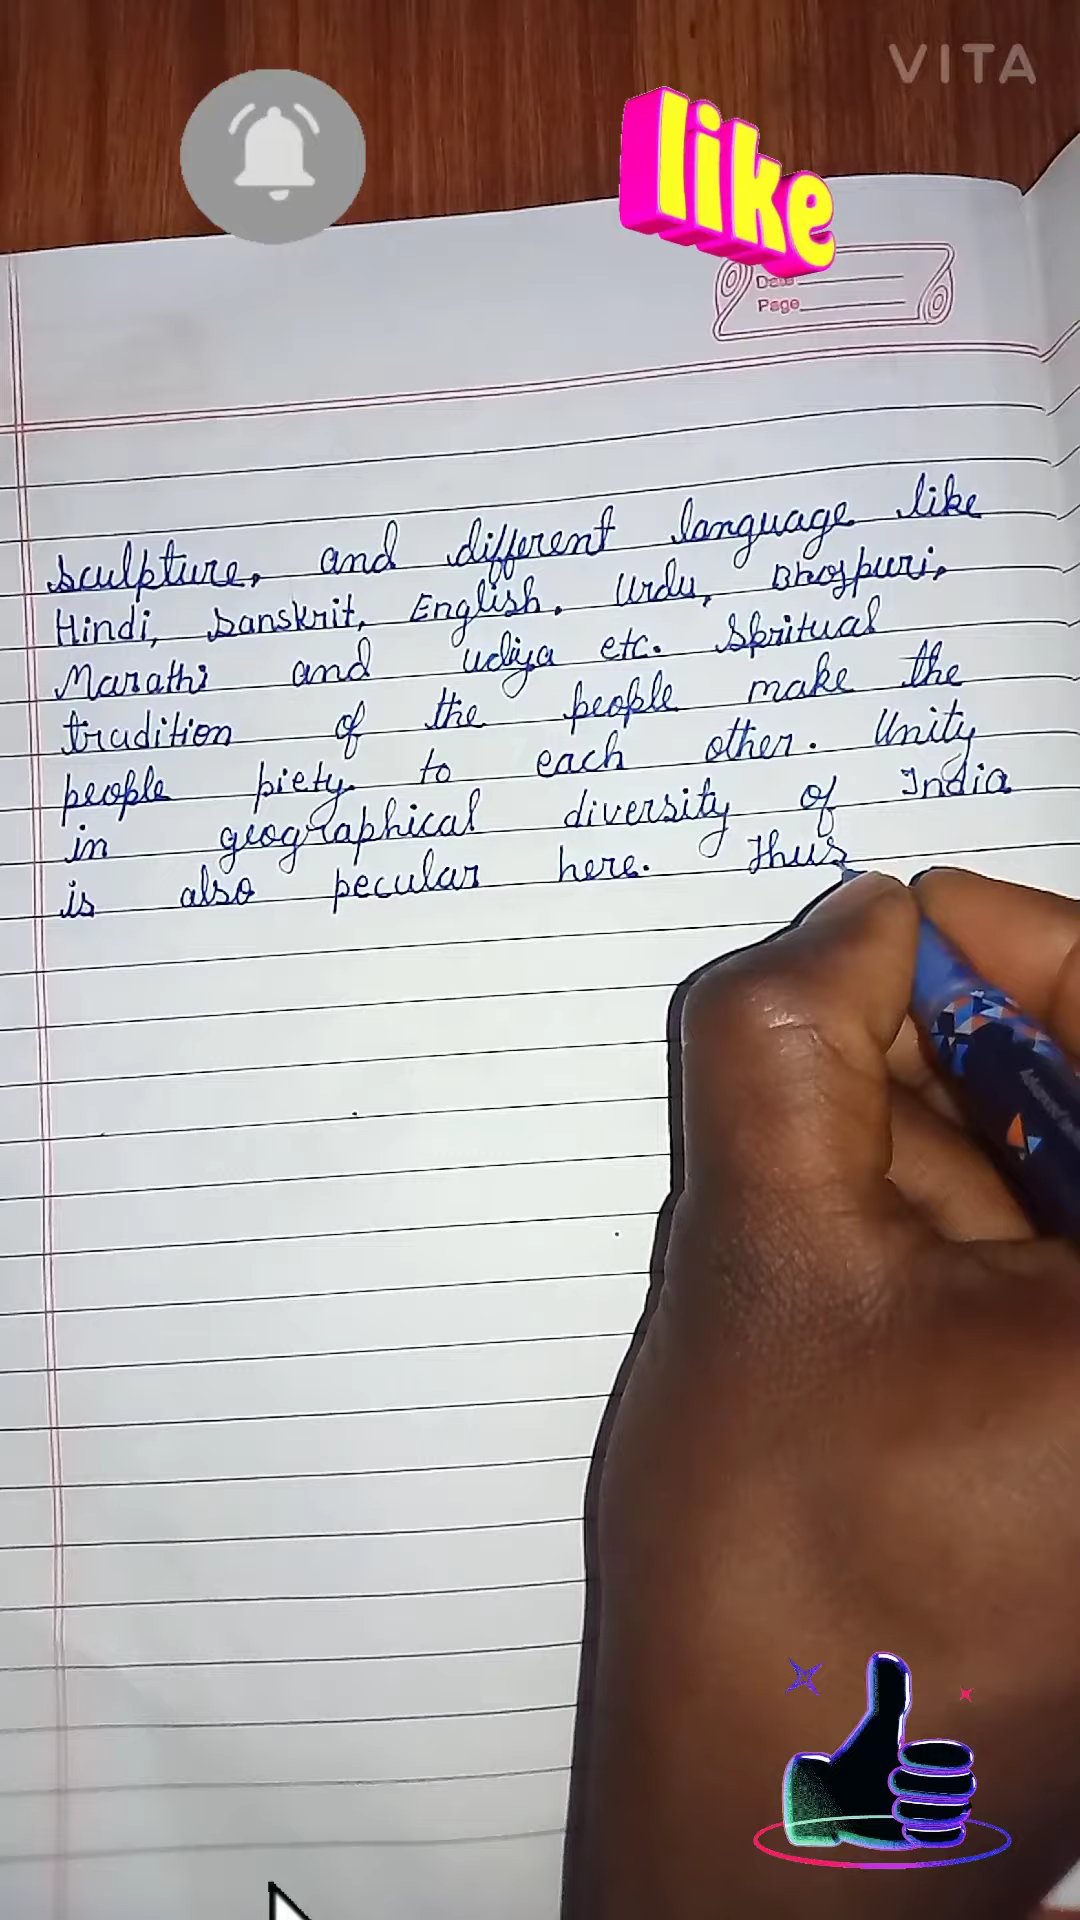 VITA
like
Date
Page
sculpture, and different language like
Hindi, Sanskrit, English, Urdu, Bhojpuri,
Marathi and udiya etc. Spritual
tradition of the people make the
people piety to each other. Unity
in geographical diversity of India
is also pecular here. Thus